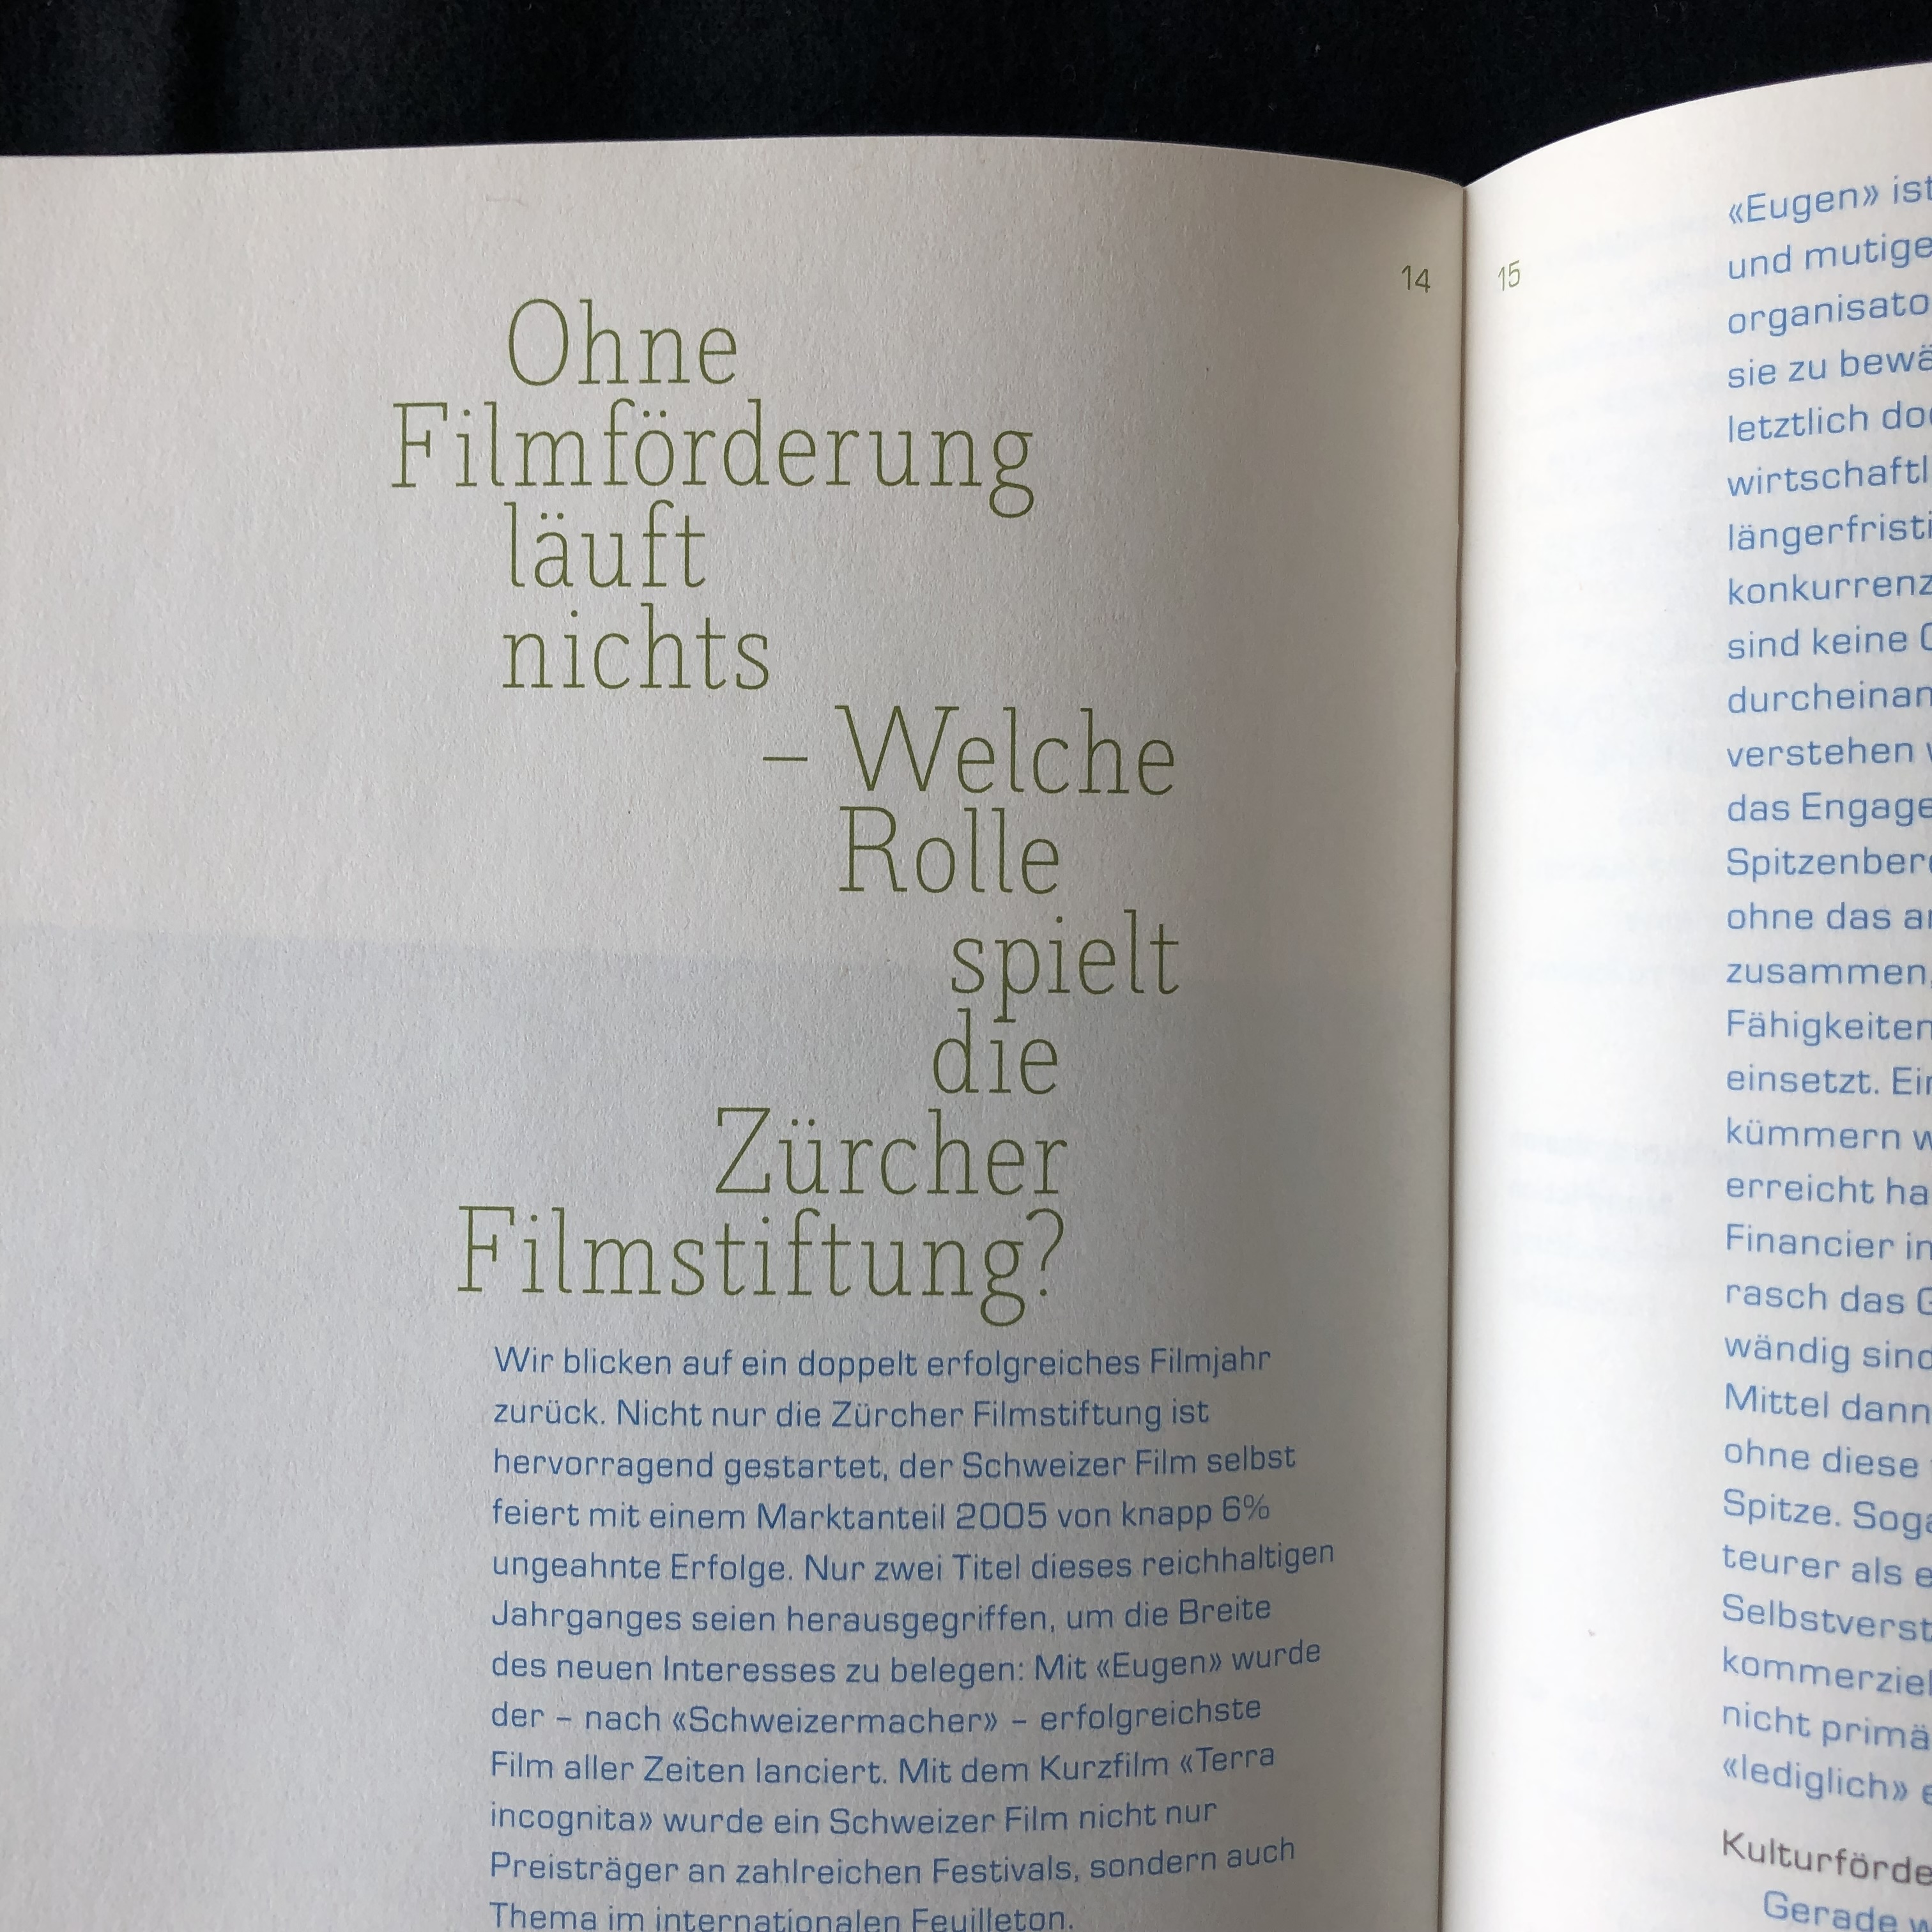 14
Ohne
Filmförderung
läuft
nichts
– Welche
Rolle
spielt
die
Zürcher
Filmstiftung?
Wir blicken auf ein doppelt erfolgreiches Filmjahr
zurück. Nicht nur die Zürcher Filmstiftung ist
hervorragend gestartet, der Schweizer Film selbst
feiert mit einem Marktanteil 2005 von knapp 6%
ungeahnte Erfolge. Nur zwei Titel dieses reichhaltigen
Jahrganges seien herausgegriffen, um die Breite
des neuen Interesses zu belegen: Mit «Eugen» wurde
der – nach «Schweizermacher» – erfolgreichste
Film aller Zeiten lanciert. Mit dem Kurzfilm «Terra
incognita» wurde ein Schweizer Film nicht nur
Preisträger an zahlreichen Festivals, sondern auch
Thema im internationalen Feuilleton.
15
«Eugen» ist
und mutige
organisato
sie zu bewä
letztlich do
wirtschaftl
längerfristi
konkurrenz
sind keine
durcheinan
verstehen
das Engage
Spitzenber
ohne das a
zusammen,
Fähigkeiten
einsetzt. Ein
kümmern w
erreicht ha
Financier in
rasch das G
wändig sind
Mittel dann
ohne diese
Spitze. Soga
teurer als e
Selbstverst
kommerziel
nicht primä
«lediglich» e
Kulturförde
Gerade w